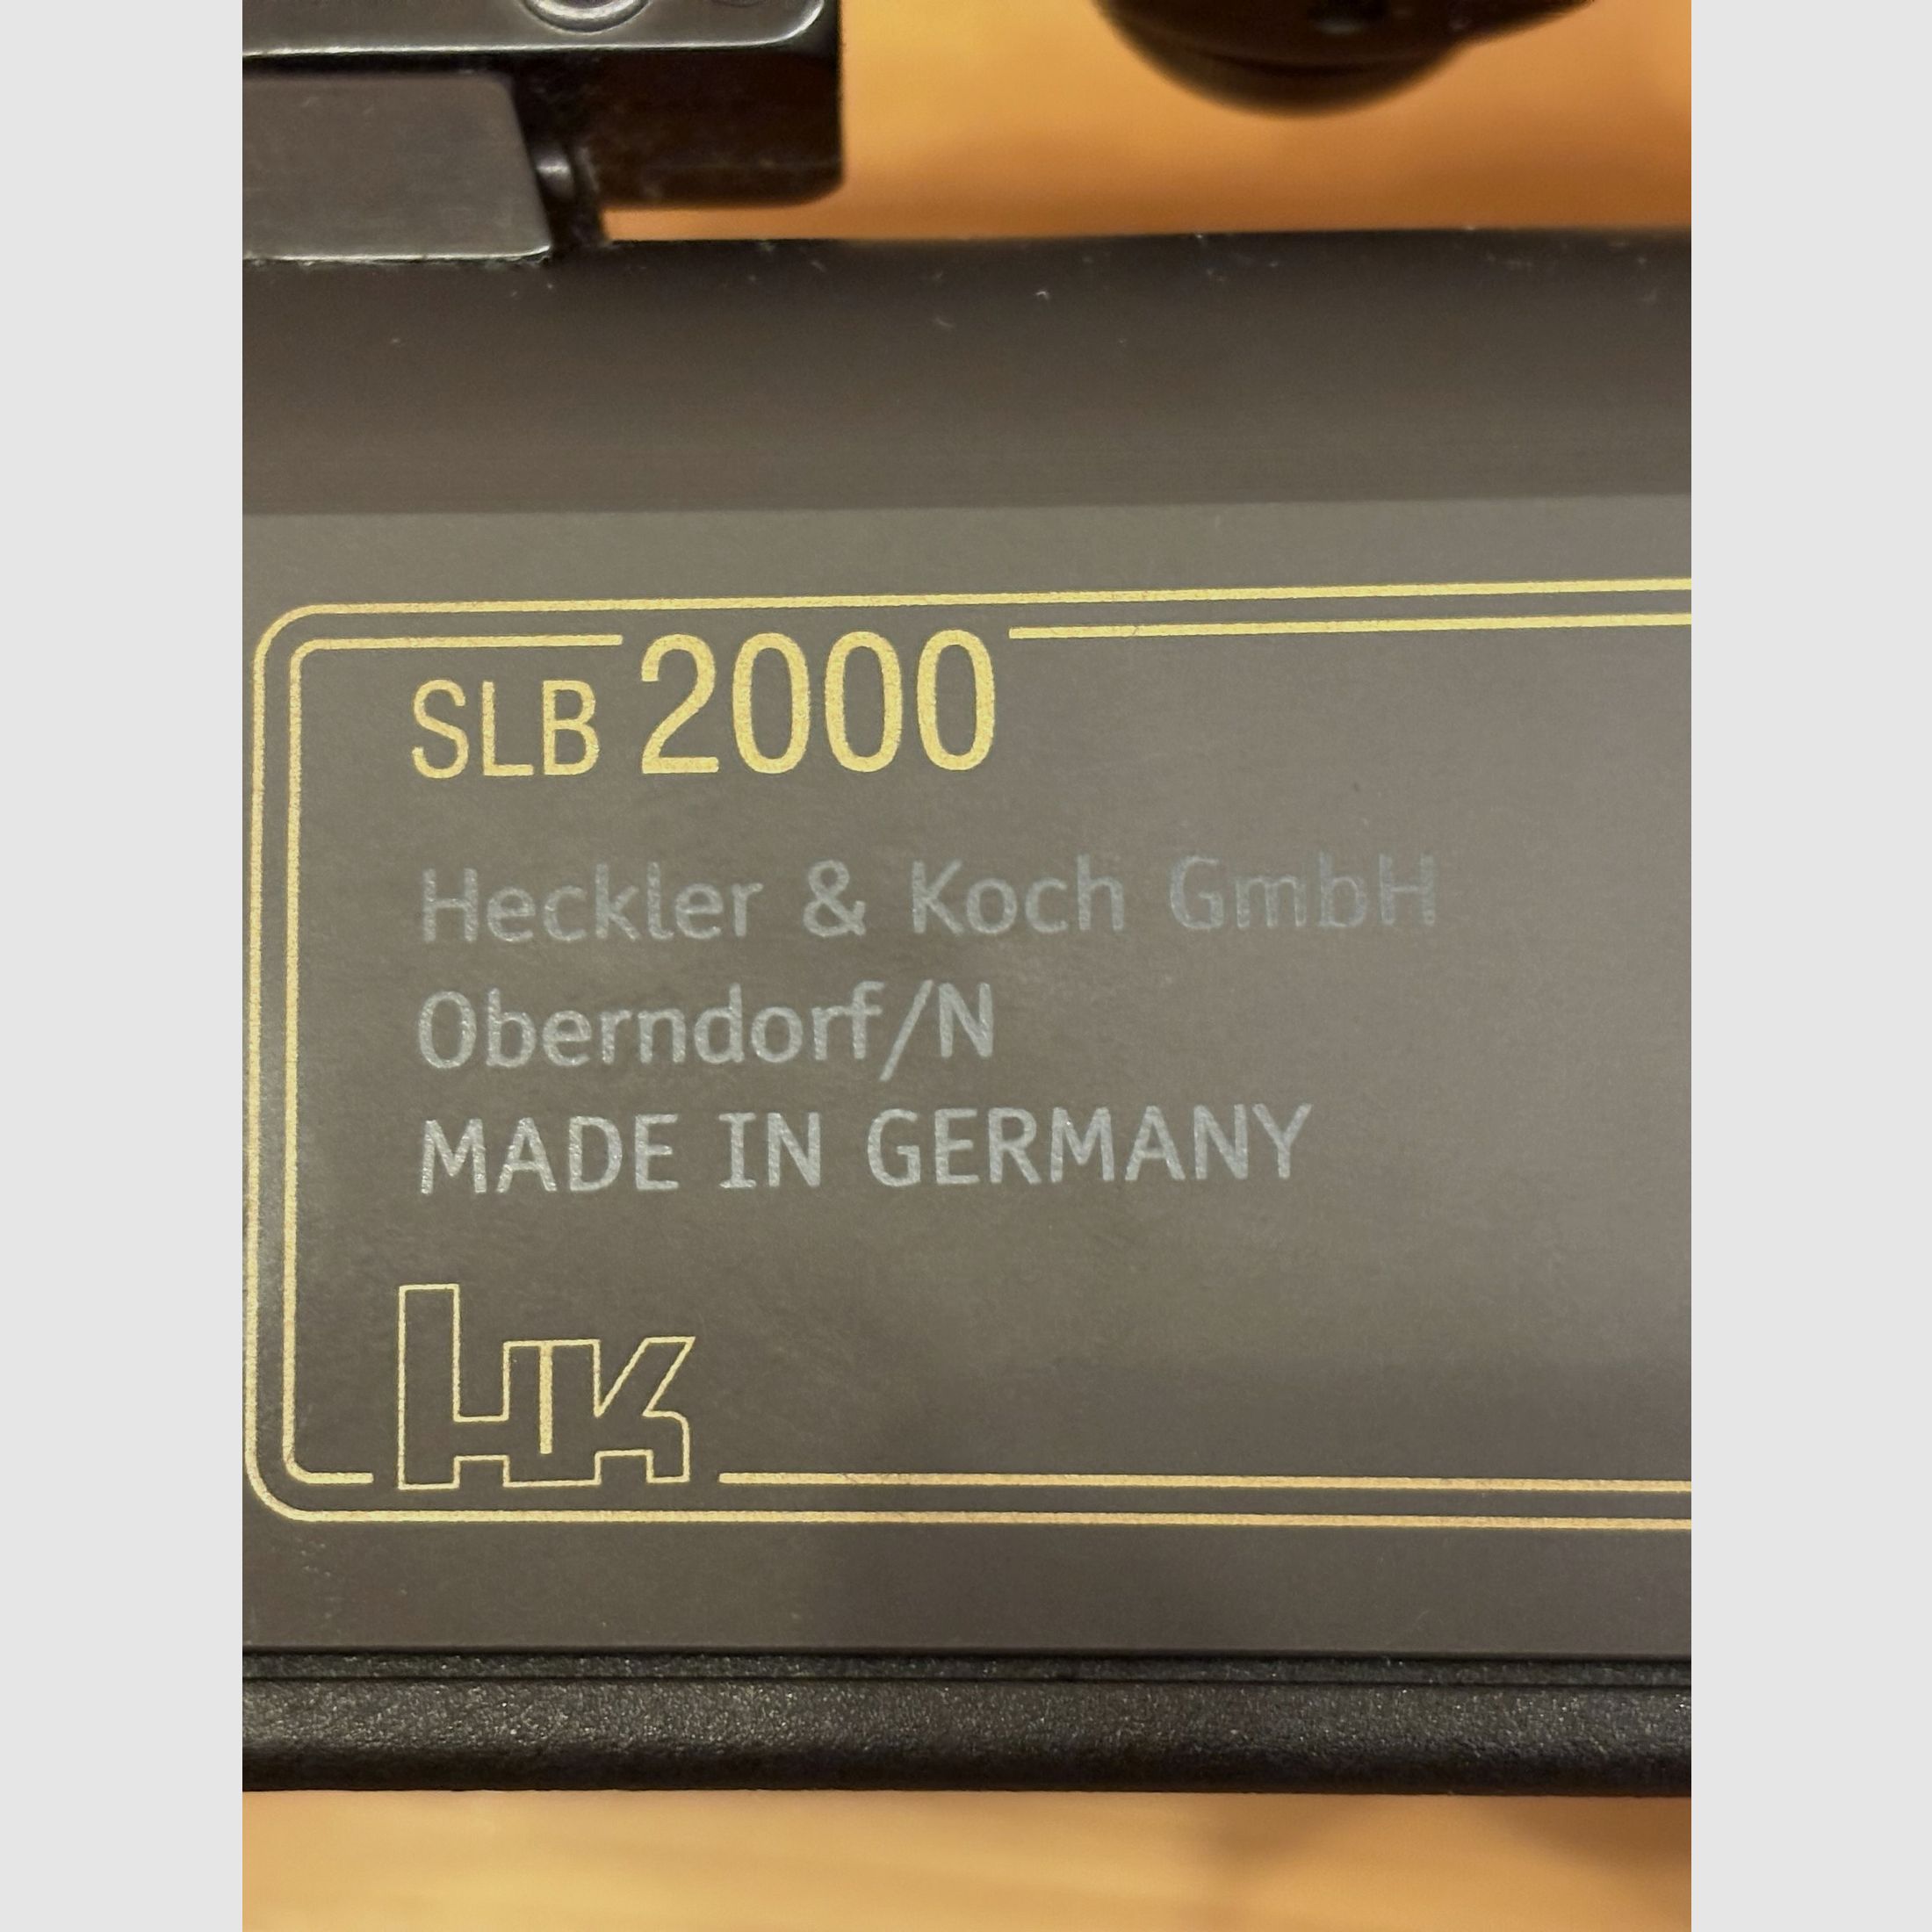 SLB 2000
Heckler & Koch GmbH
Oberndorf/N
MADE IN GERMANY
HK